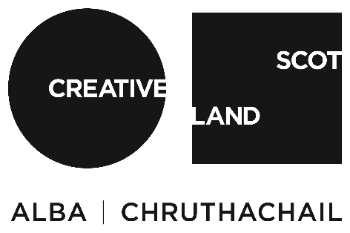 CREATIVE
SCOT
LAND
ALBA | CHRUTHACHAIL